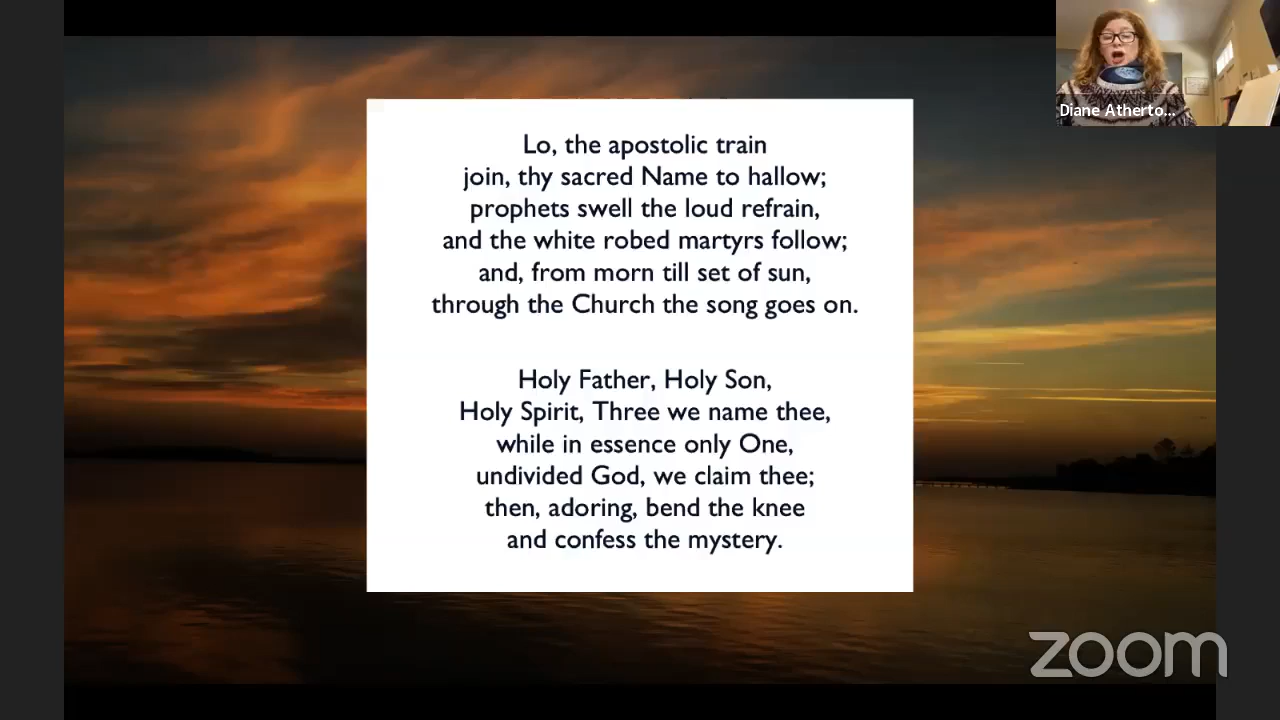 Diane Atherto...
Lo, the apostolic train
join, thy sacred Name to hallow;
prophets swell the loud refrain,
and the white robed martyrs follow;
and, from morn till set of sun,
through the Church the song goes on.
Holy Father, Holy Son,
Holy Spirit, Three we name thee,
while in essence only One,
undivided God, we claim thee;
then, adoring, bend the knee
and confess the mystery.
zoom